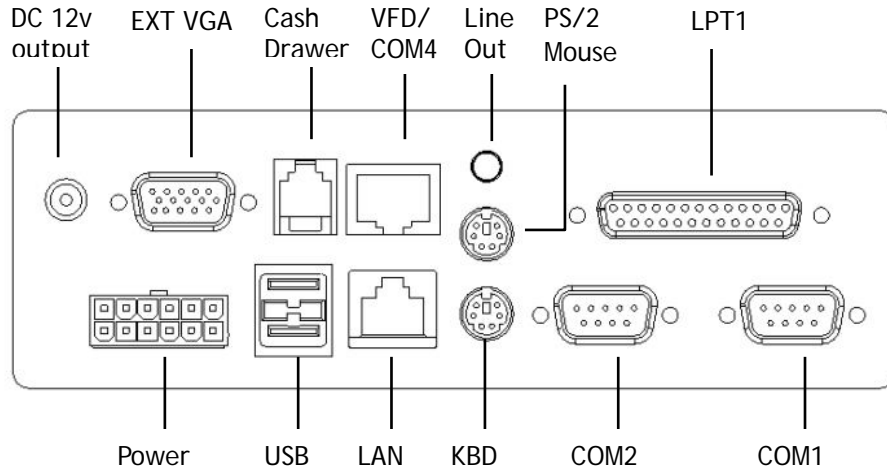 DC 12v output
EXT VGA
Cash Drawer
VFD/ COM4
Line Out
PS/2 Mouse
LPT1
Power
USB
LAN
KBD
COM2
COM1